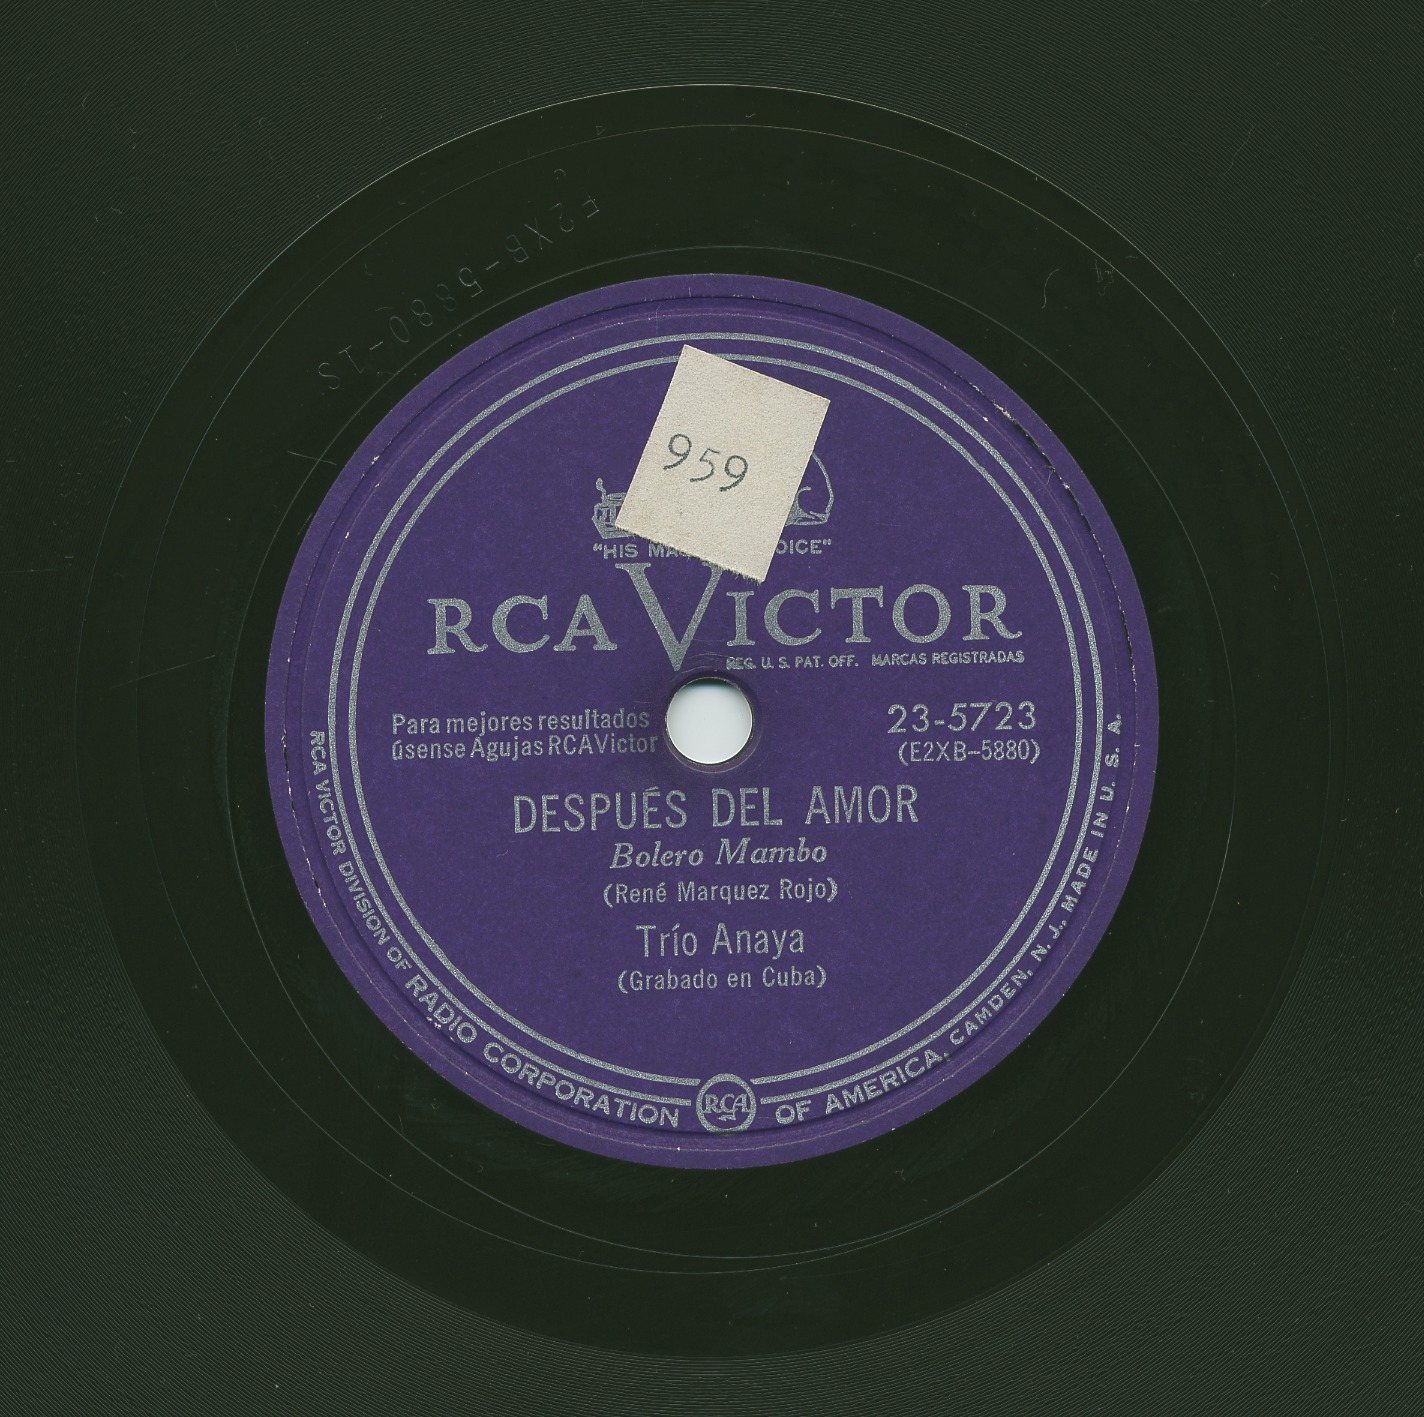 E2XB-5880-1S
959
"HIS MAS OICE"
RCA VICTOR
REG. U. S. PAT. OFF. MARCAS REGISTRADAS
Para mejores resultados
úsense Agujas RCA Victor
23-5723
(E2XB-5880)
DESPUÉS DEL AMOR
Bolero Mambo
(René Marquez Rojo)
Trío Anaya
(Grabado en Cuba)
RCA VICTOR DIVISION OF RADIO CORPORATION OF AMERICA, CAMDEN, N. J., MADE IN U. S. A.
RCA